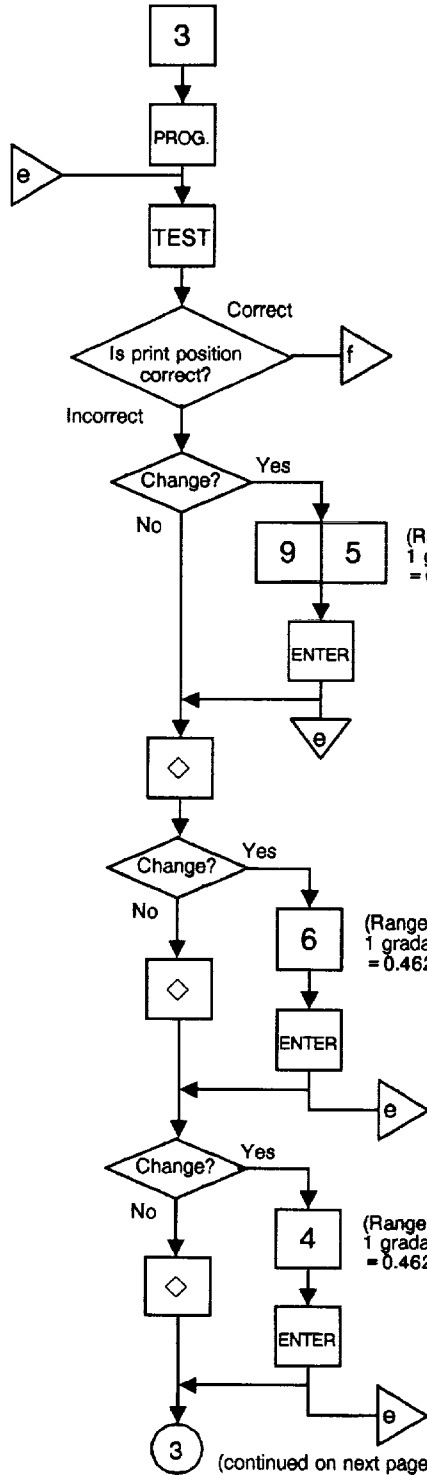 3
PROG.
e
TEST
Correct
Is print position
correct?
f
Incorrect
Change?
Yes
No
9 5
1
=
ENTER
e
Change?
Yes
No
6
(Range
1
= 0.462
ENTER
e
Change?
Yes
No
4
(Range
1
= 0.462
ENTER
e
3
(continued on next page